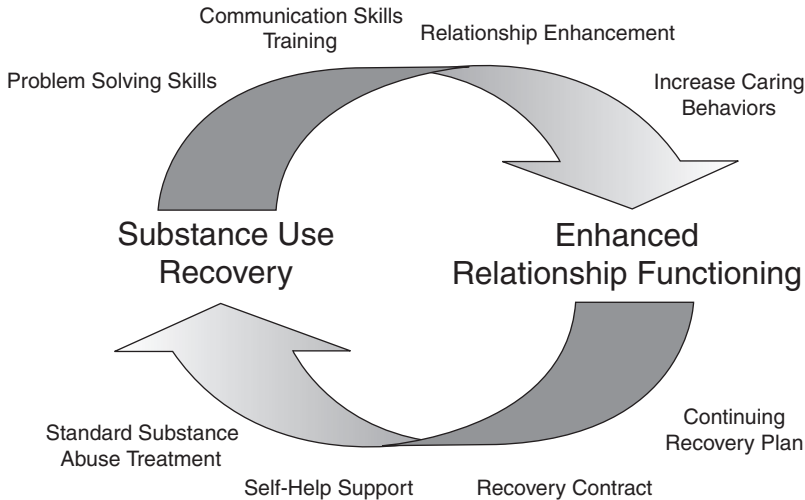 Communication Skills
Training
Relationship Enhancement
Problem Solving Skills
Increase Caring
Behaviors
Substance Use
Recovery
Enhanced
Relationship Functioning
Standard Substance
Abuse Treatment
Continuing
Recovery Plan
Self-Help Support
Recovery Contract